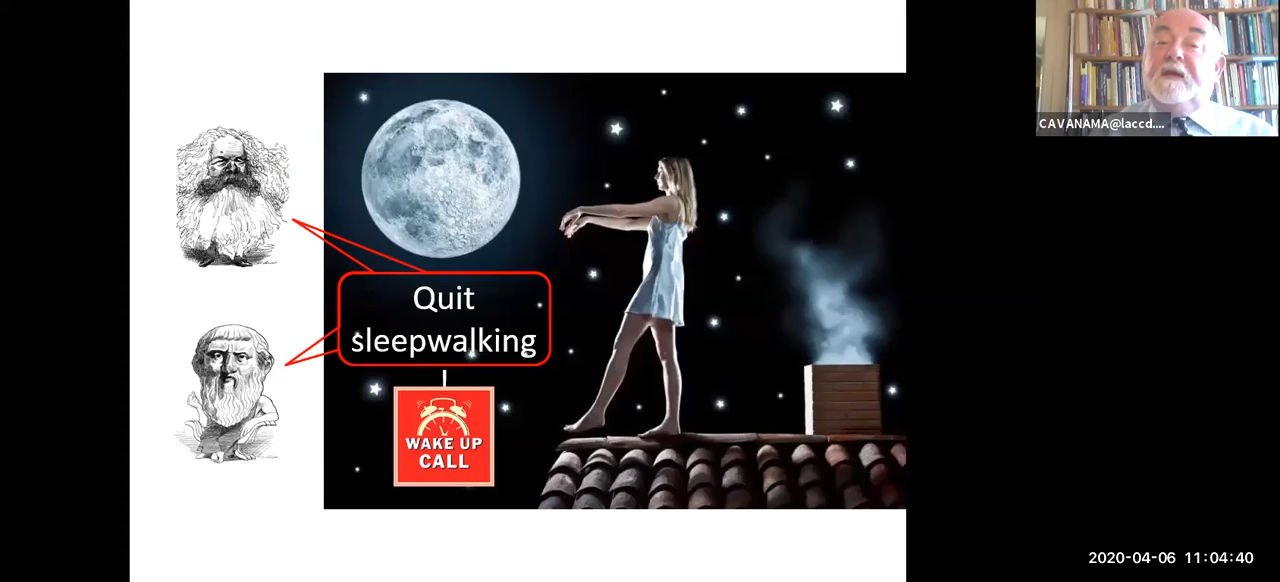 CAVANAMA@laccd....
Quit
sleepwalking
WAKE UP
CALL
2020-04-06 11:04:40